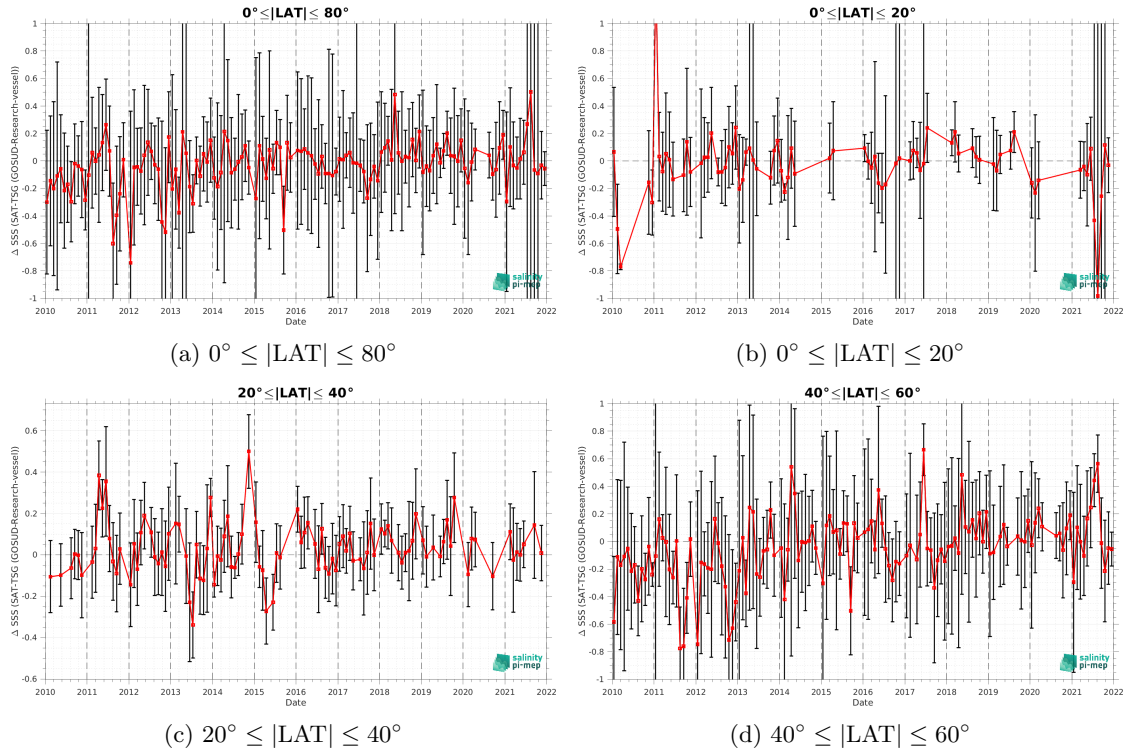 0°≤|LAT|≤ 80°
Δ SSS (SAT-TSG (GOSUD-Research-vessel))
1
0.8
0.6
0.4
0.2
0
-0.2
-0.4
-0.6
-0.8
-1
salinity
pi-mep
2010 2011 2012 2013 2014 2015 2016 2017 2018 2019 2020 2021 2022
Date
(a) 0° ≤ |LAT| ≤ 80°
0°≤|LAT|≤ 20°
Δ SSS (SAT-TSG (GOSUD-Research-vessel))
1
0.8
0.6
0.4
0.2
0
-0.2
-0.4
-0.6
-0.8
-1
salinity
pi-mep
2010 2011 2012 2013 2014 2015 2016 2017 2018 2019 2020 2021 2022
Date
(b) 0° ≤ |LAT| ≤ 20°
20°≤|LAT|≤ 40°
Δ SSS (SAT-TSG (GOSUD-Research-vessel))
0.6
0.4
0.2
0
-0.2
-0.4
-0.6
salinity
pi-mep
2010 2011 2012 2013 2014 2015 2016 2017 2018 2019 2020 2021 2022
Date
(c) 20° ≤ |LAT| ≤ 40°
40°≤|LAT|≤ 60°
Δ SSS (SAT-TSG (GOSUD-Research-vessel))
1
0.8
0.6
0.4
0.2
0
-0.2
-0.4
-0.6
-0.8
-1
salinity
pi-mep
2010 2011 2012 2013 2014 2015 2016 2017 2018 2019 2020 2021 2022
Date
(d) 40° ≤ |LAT| ≤ 60°